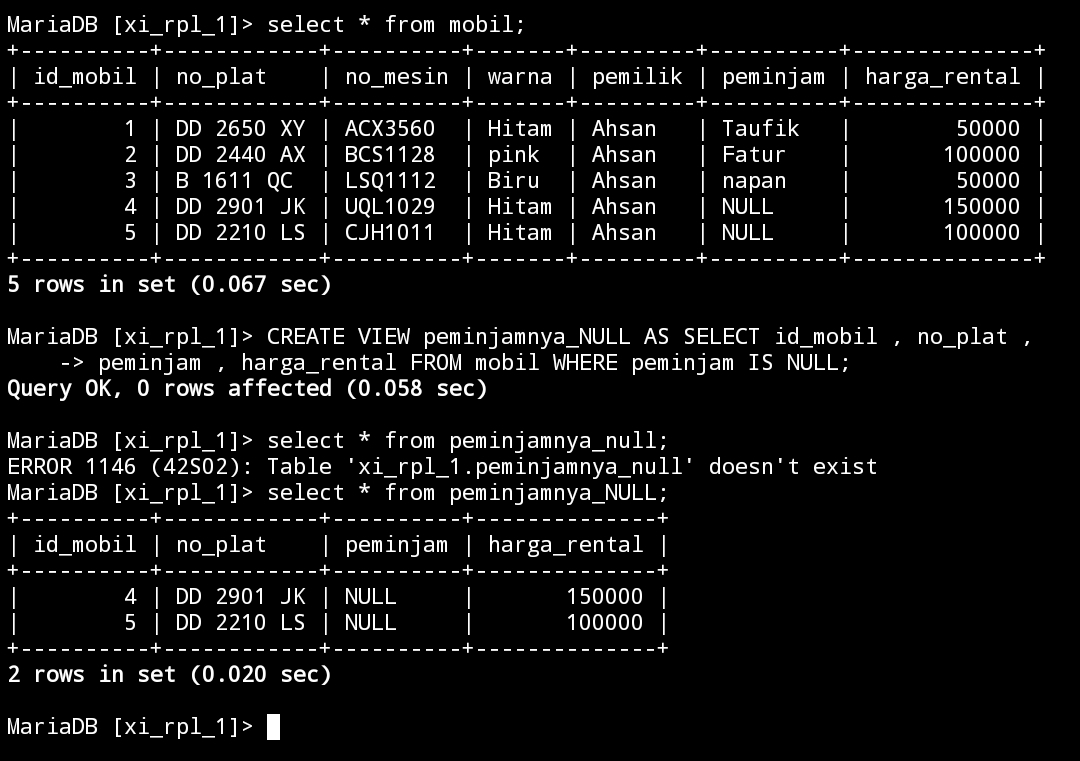 MariaDB [xi_rpl_1]> select * from mobil;
+----------+------------+----------+-------+---------+----------+--------------+
| id_mobil | no_plat    | no_mesin | warna | pemilik | peminjam | harga_rental |
+----------+------------+----------+-------+---------+----------+--------------+
|        1 | DD 2650 XY | ACX3560  | Hitam | Ahsan   | Taufik   |        50000 |
|        2 | DD 2440 AX | BCS1128  | pink  | Ahsan   | Fatur    |       100000 |
|        3 | B 1611 QC  | LSQ1112  | Biru  | Ahsan   | napan    |        50000 |
|        4 | DD 2901 JK | UQL1029  | Hitam | Ahsan   | NULL     |       150000 |
|        5 | DD 2210 LS | CJH1011  | Hitam | Ahsan   | NULL     |       100000 |
+----------+------------+----------+-------+---------+----------+--------------+
5 rows in set (0.067 sec)

MariaDB [xi_rpl_1]> CREATE VIEW peminjamnya_NULL AS SELECT id_mobil , no_plat ,
    -> peminjam , harga_rental FROM mobil WHERE peminjam IS NULL;
Query OK, 0 rows affected (0.058 sec)

MariaDB [xi_rpl_1]> select * from peminjamnya_null;
ERROR 1146 (42S02): Table 'xi_rpl_1.peminjamnya_null' doesn't exist
MariaDB [xi_rpl_1]> select * from peminjamnya_NULL;
+----------+------------+----------+--------------+
| id_mobil | no_plat    | peminjam | harga_rental |
+----------+------------+----------+--------------+
|        4 | DD 2901 JK | NULL     |       150000 |
|        5 | DD 2210 LS | NULL     |       100000 |
+----------+------------+----------+--------------+
2 rows in set (0.020 sec)

MariaDB [xi_rpl_1]>